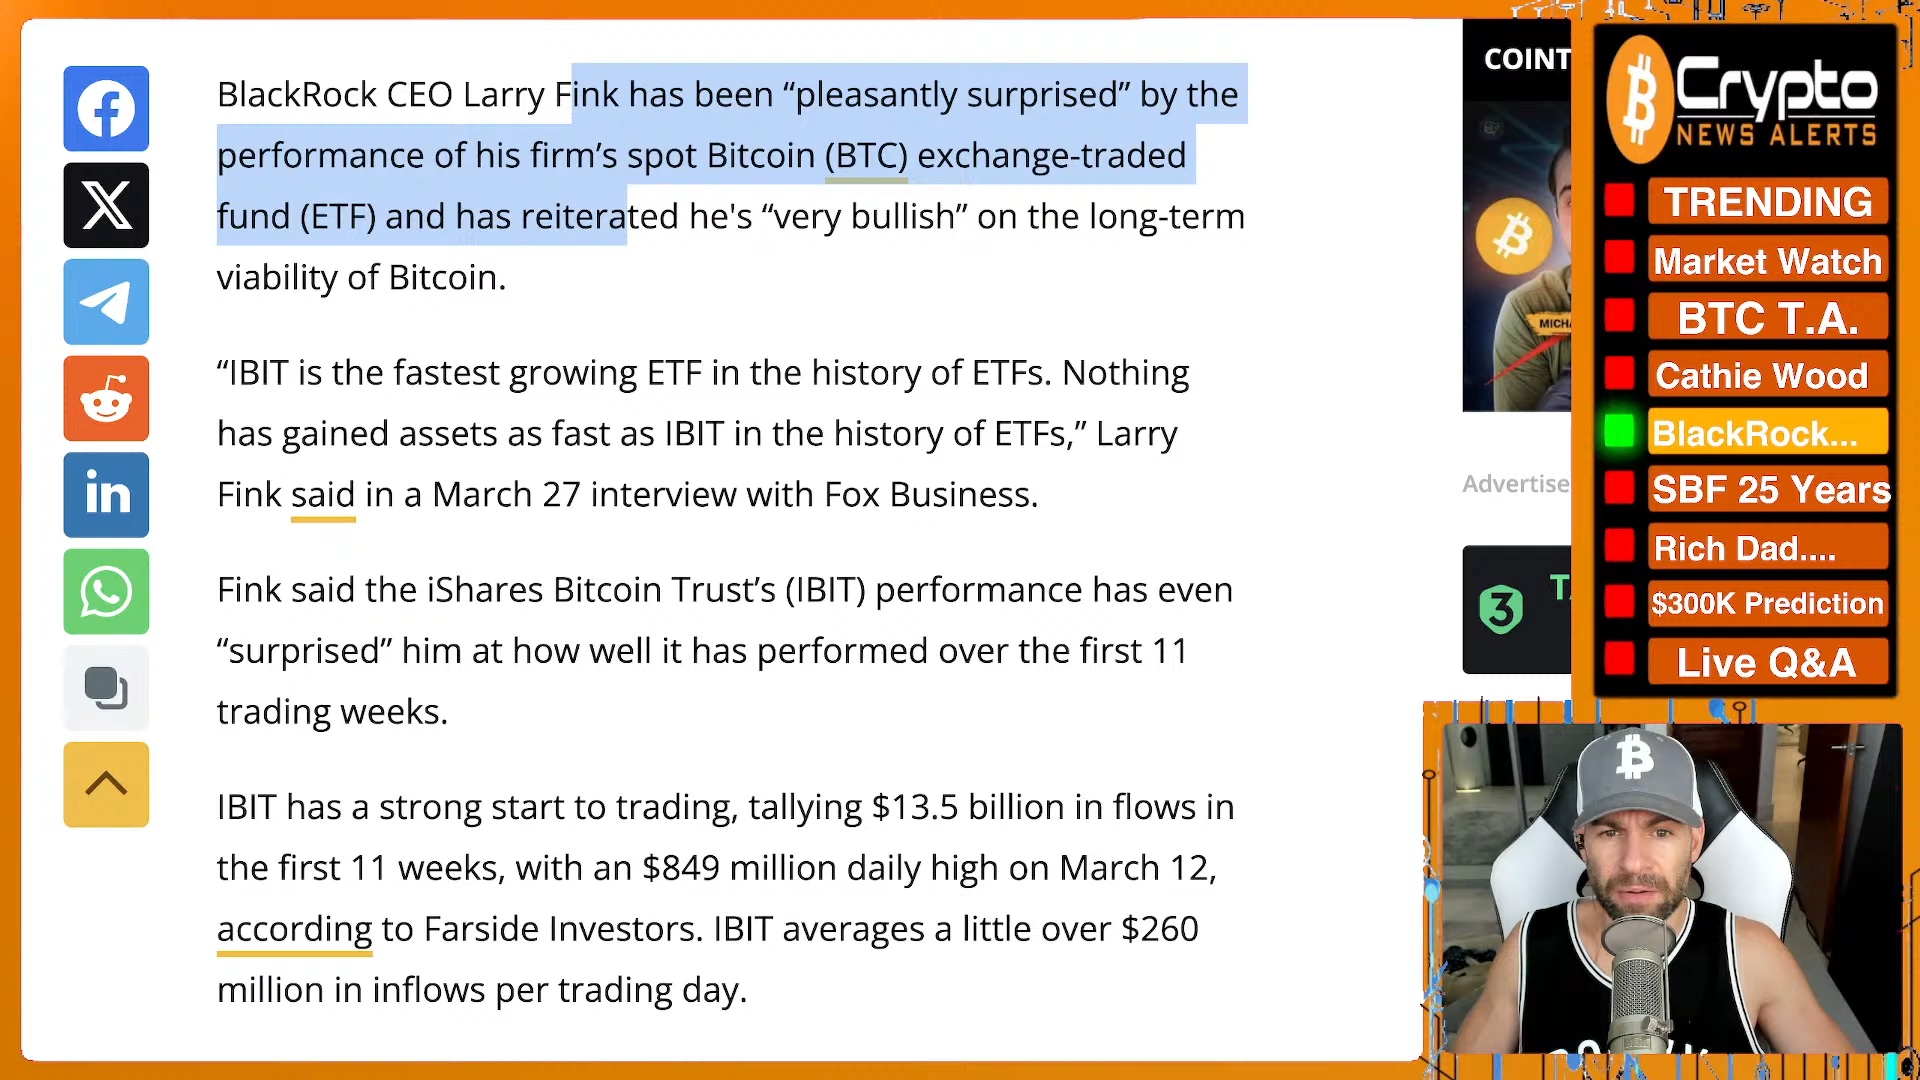 BlackRock CEO Larry Fink has been “pleasantly surprised” by the
performance of his firm’s spot Bitcoin (BTC) exchange-traded
fund (ETF) and has reiterated he's “very bullish” on the long-term
viability of Bitcoin.
“IBIT is the fastest growing ETF in the history of ETFs. Nothing
has gained assets as fast as IBIT in the history of ETFs,” Larry
Fink said in a March 27 interview with Fox Business.
Fink said the iShares Bitcoin Trust’s (IBIT) performance has even
“surprised” him at how well it has performed over the first 11
trading weeks.
IBIT has a strong start to trading, tallying $13.5 billion in flows in
the first 11 weeks, with an $849 million daily high on March 12,
according to Farside Investors. IBIT averages a little over $260
million in inflows per trading day.
COINT
MICHA
Advertise
3
Crypto
NEWS ALERTS
TRENDING
Market Watch
BTC T.A.
Cathie Wood
BlackRock...
SBF 25 Years
Rich Dad....
$300K Prediction
Live Q&A